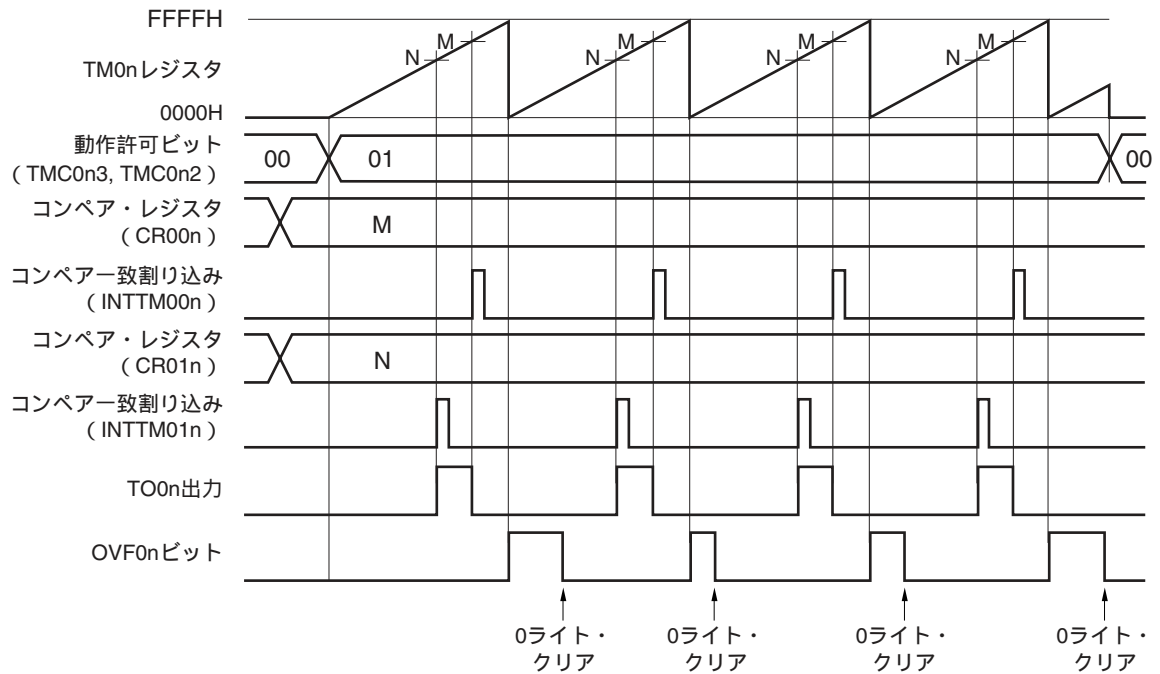 FFFFH
M M M M
N N N N
TM0nレジスタ
0000H
動作許可ビット
（TMC0n3, TMC0n2）
00 01 00
コンペア・レジスタ
（CR00n）
M
コンペア一致割り込み
（INTTM00n）
コンペア・レジスタ
（CR01n）
N
コンペア一致割り込み
（INTTM01n）
TO0n出力
OVF0nビット
0ライト・ 0ライト・ 0ライト・ 0ライト・
クリア クリア クリア クリア